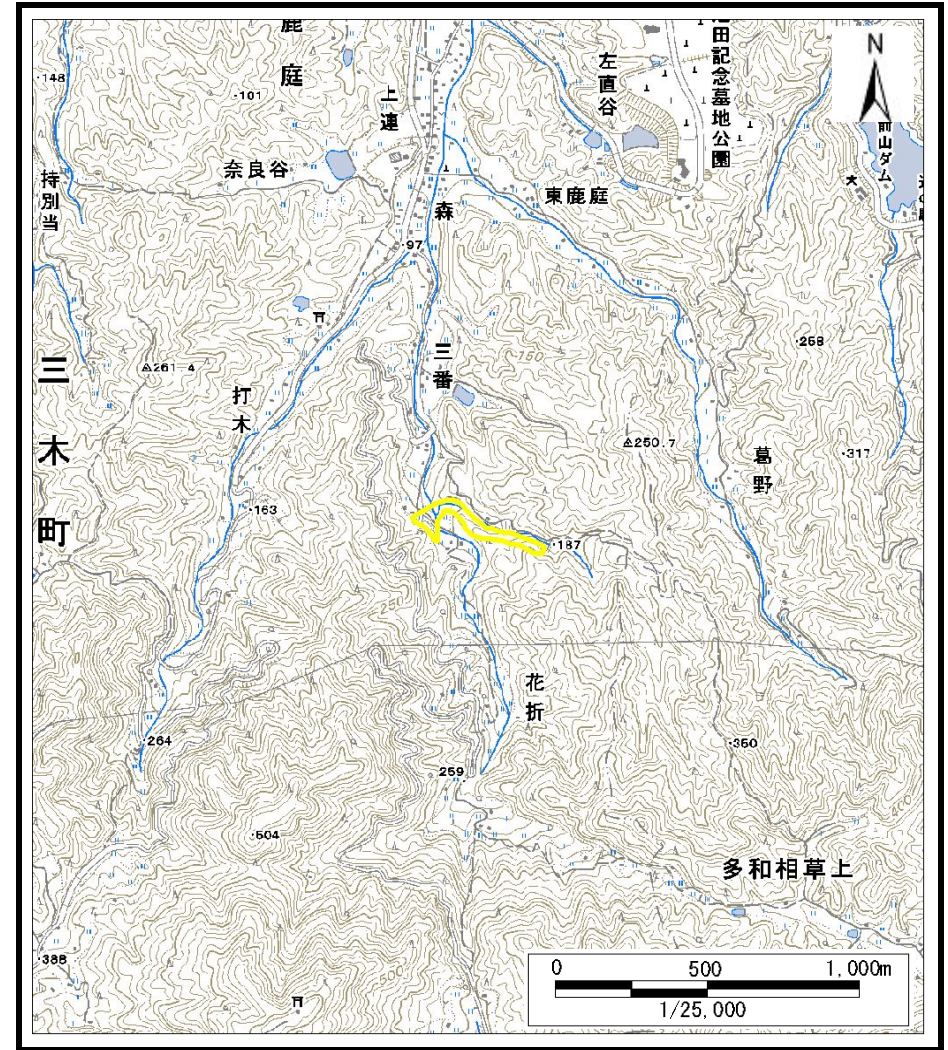 鹿庭
池田記念墓地公園
N
左直谷
・148
・101
上連
前山ダム
奈良谷
持別当
東鹿庭
森
・97
三番
・258
三木町
261.4
打木
250.7
葛野
・317
・163
・187
花折
・264
・350
259
・504
多和相草上
・388
0 500 1,000m
1/25,000